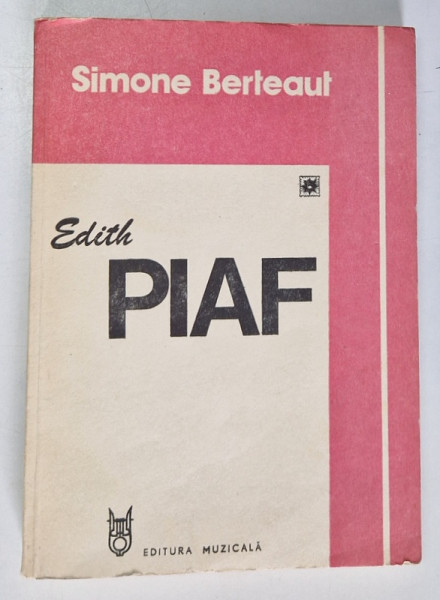 Simone Berteaut
Edith
PIAF
EDITURA MUZICALĂ